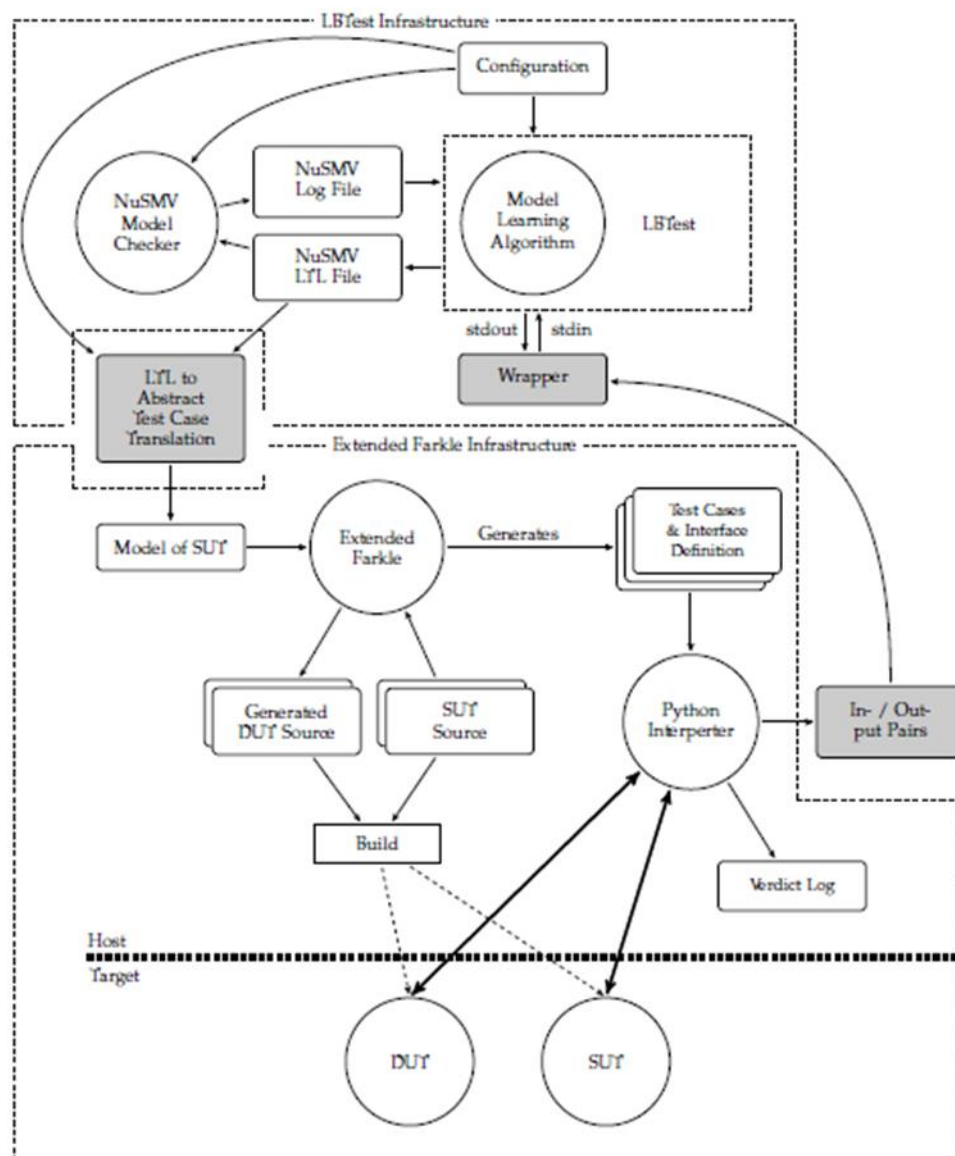 LBTest Infrastructure
Configuration
NuSMV
Log File
NuSMV
Model
Checker
Model
Learning
Algorithm
LBTest
NuSMV
LTL File
stdout
stdin
LTL to
Abstract
Test Case
Translation
Wrapper
Extended Farkle Infrastructure
Model of SUT
Extended
Farkle
Generates
Test Cases
& Interface
Definition
Generated
DUT Source
SUT
Source
Python
Interperter
In- / Out-
put Pairs
Build
Verdict Log
Host
Target
DUT
SUT